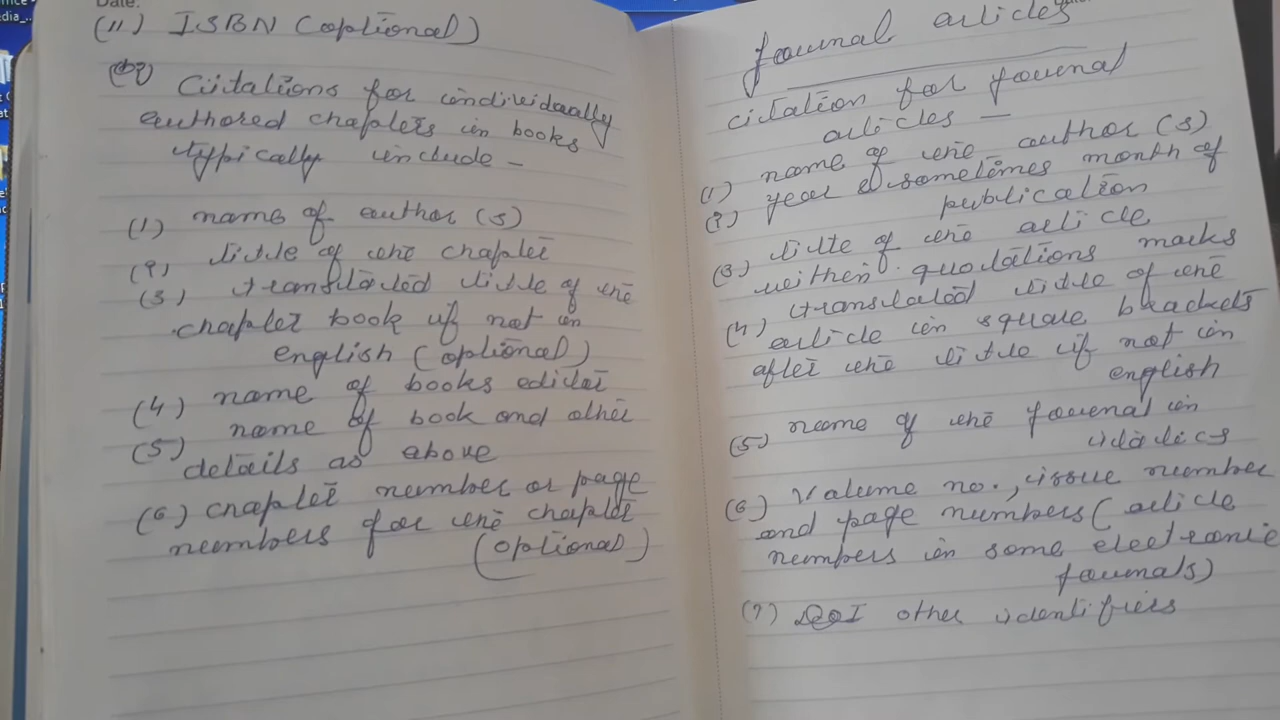 Date:
(11) ISBN (optional)
(02) Citations for individually
authored chapters in books
typically include -
(1) name of author (s)
(2) title of the chapter
(3) translated title of the
chapter book if not in
english (optional)
(4) name of books editor
(5) name of book and other
details as above
(6) chapter number or page
numbers for the chapter
(optional)
Journal articles
citation for journal
articles —
(1) name of the author (s)
(2) year & sometimes month of
publication
(3) title of the article
within quotations marks
(4) translated title of the
article in square brackets
after the title if not in
english
(5) name of the journal in
italics
(6) Volume no., issue number
and page numbers (article
numbers in some electronic
journals)
(7) DOI other identifiers